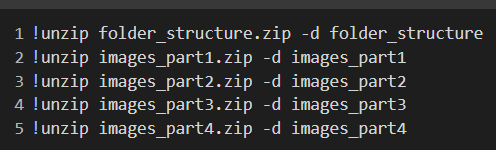 1 !unzip folder_structure.zip -d folder_structure
2 !unzip images_part1.zip -d images_part1
3 !unzip images_part2.zip -d images_part2
4 !unzip images_part3.zip -d images_part3
5 !unzip images_part4.zip -d images_part4